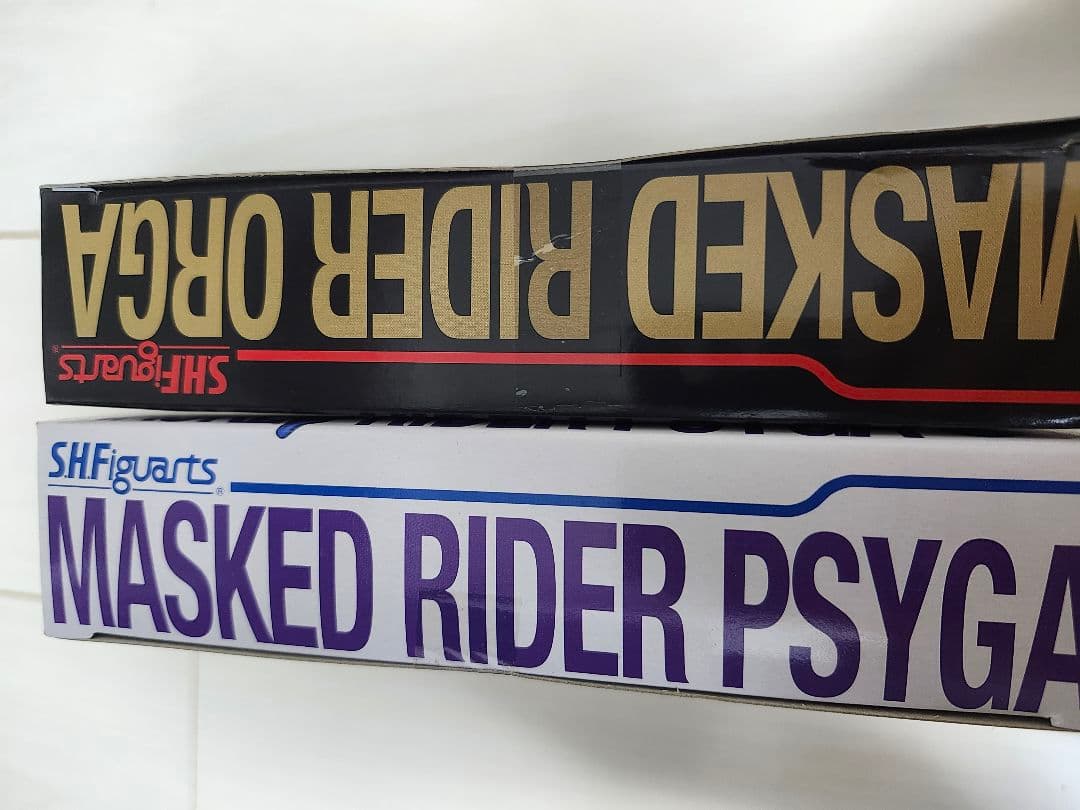 MASKED RIDER ORGA
S.H.Figuarts®
S.H.Figuarts®
MASKED RIDER PSYGA